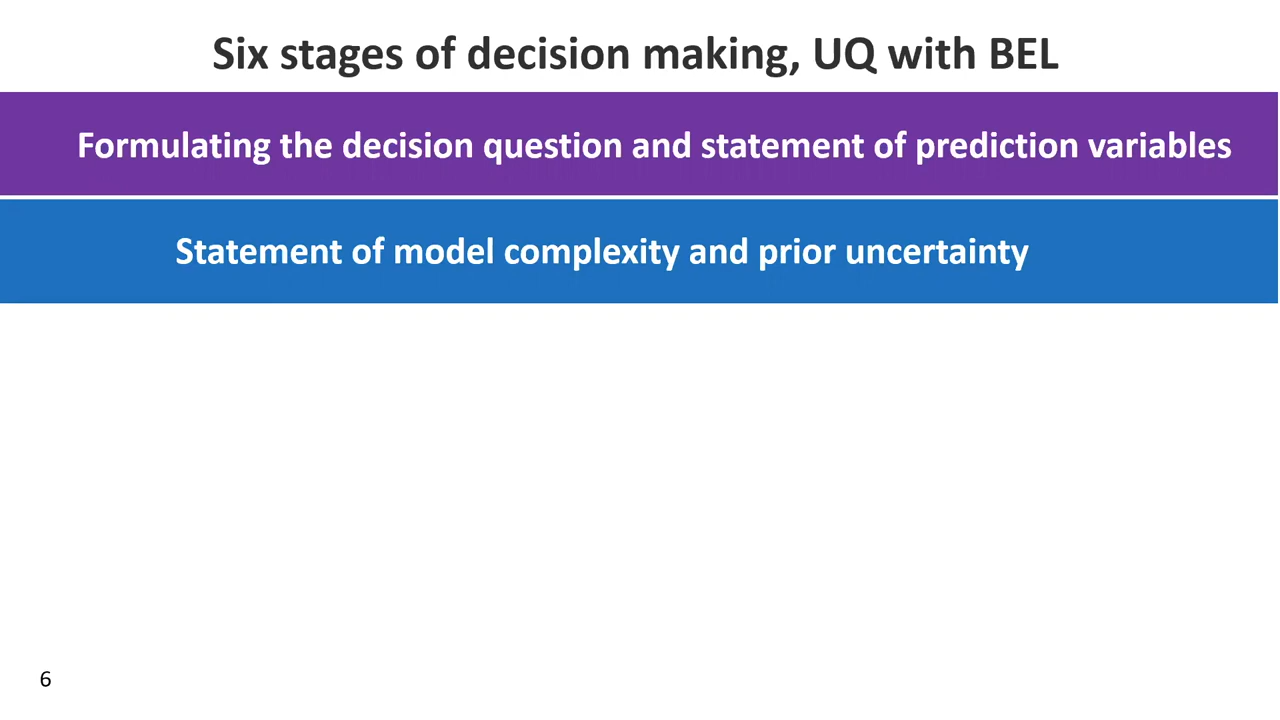 Six stages of decision making, UQ with BEL
Formulating the decision question and statement of prediction variables
Statement of model complexity and prior uncertainty
6